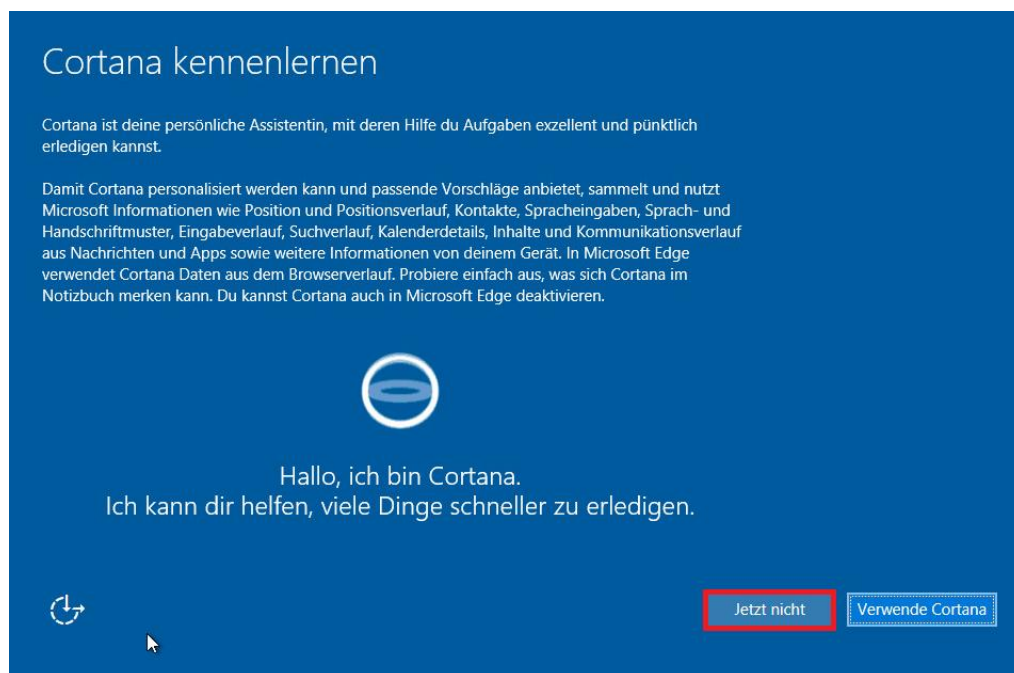 Cortana kennenlernen
Cortana ist deine persönliche Assistentin, mit deren Hilfe du Aufgaben exzellent und pünktlich
erledigen kannst.
Damit Cortana personalisiert werden kann und passende Vorschläge anbietet, sammelt und nutzt
Microsoft Informationen wie Position und Positionsverlauf, Kontakte, Spracheingaben, Sprach- und
Handschriftmuster, Eingabeverlauf, Suchverlauf, Kalenderdetails, Inhalte und Kommunikationsverlauf
aus Nachrichten und Apps sowie weitere Informationen von deinem Gerät. In Microsoft Edge
verwendet Cortana Daten aus dem Browserverlauf. Probiere einfach aus, was sich Cortana im
Notizbuch merken kann. Du kannst Cortana auch in Microsoft Edge deaktivieren.
Hallo, ich bin Cortana.
Ich kann dir helfen, viele Dinge schneller zu erledigen.
Jetzt nicht
Verwende Cortana